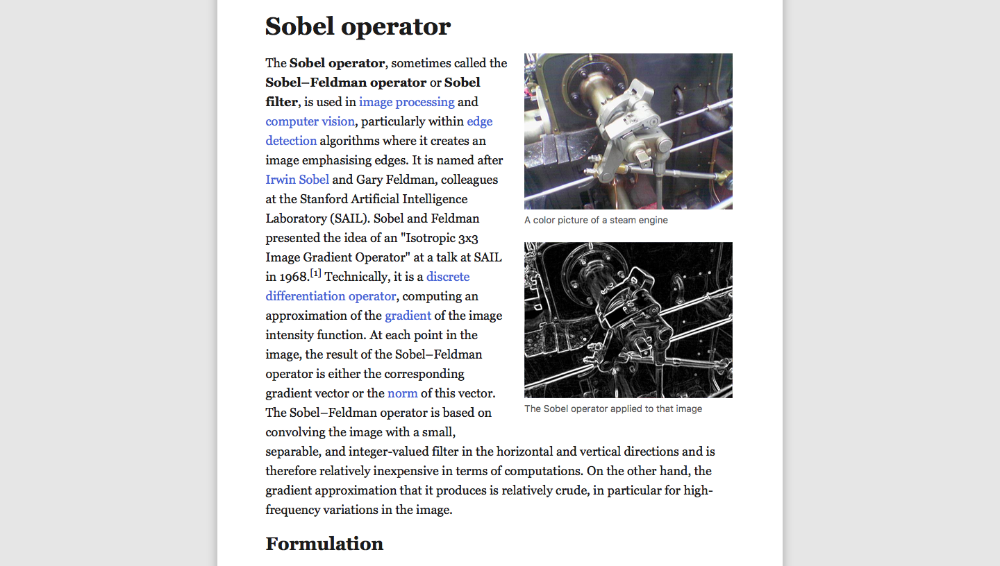 Sobel operator
The Sobel operator, sometimes called the
Sobel–Feldman operator or Sobel
filter, is used in image processing and
computer vision, particularly within edge
detection algorithms where it creates an
image emphasising edges. It is named after
Irwin Sobel and Gary Feldman, colleagues
at the Stanford Artificial Intelligence
Laboratory (SAIL). Sobel and Feldman
presented the idea of an "Isotropic 3x3
Image Gradient Operator" at a talk at SAIL
in 1968.[1] Technically, it is a discrete
differentiation operator, computing an
approximation of the gradient of the image
intensity function. At each point in the
image, the result of the Sobel–Feldman
operator is either the corresponding
gradient vector or the norm of this vector.
The Sobel–Feldman operator is based on
convolving the image with a small,
separable, and integer-valued filter in the horizontal and vertical directions and is
therefore relatively inexpensive in terms of computations. On the other hand, the
gradient approximation that it produces is relatively crude, in particular for high-
frequency variations in the image.
A color picture of a steam engine
The Sobel operator applied to that image
Formulation